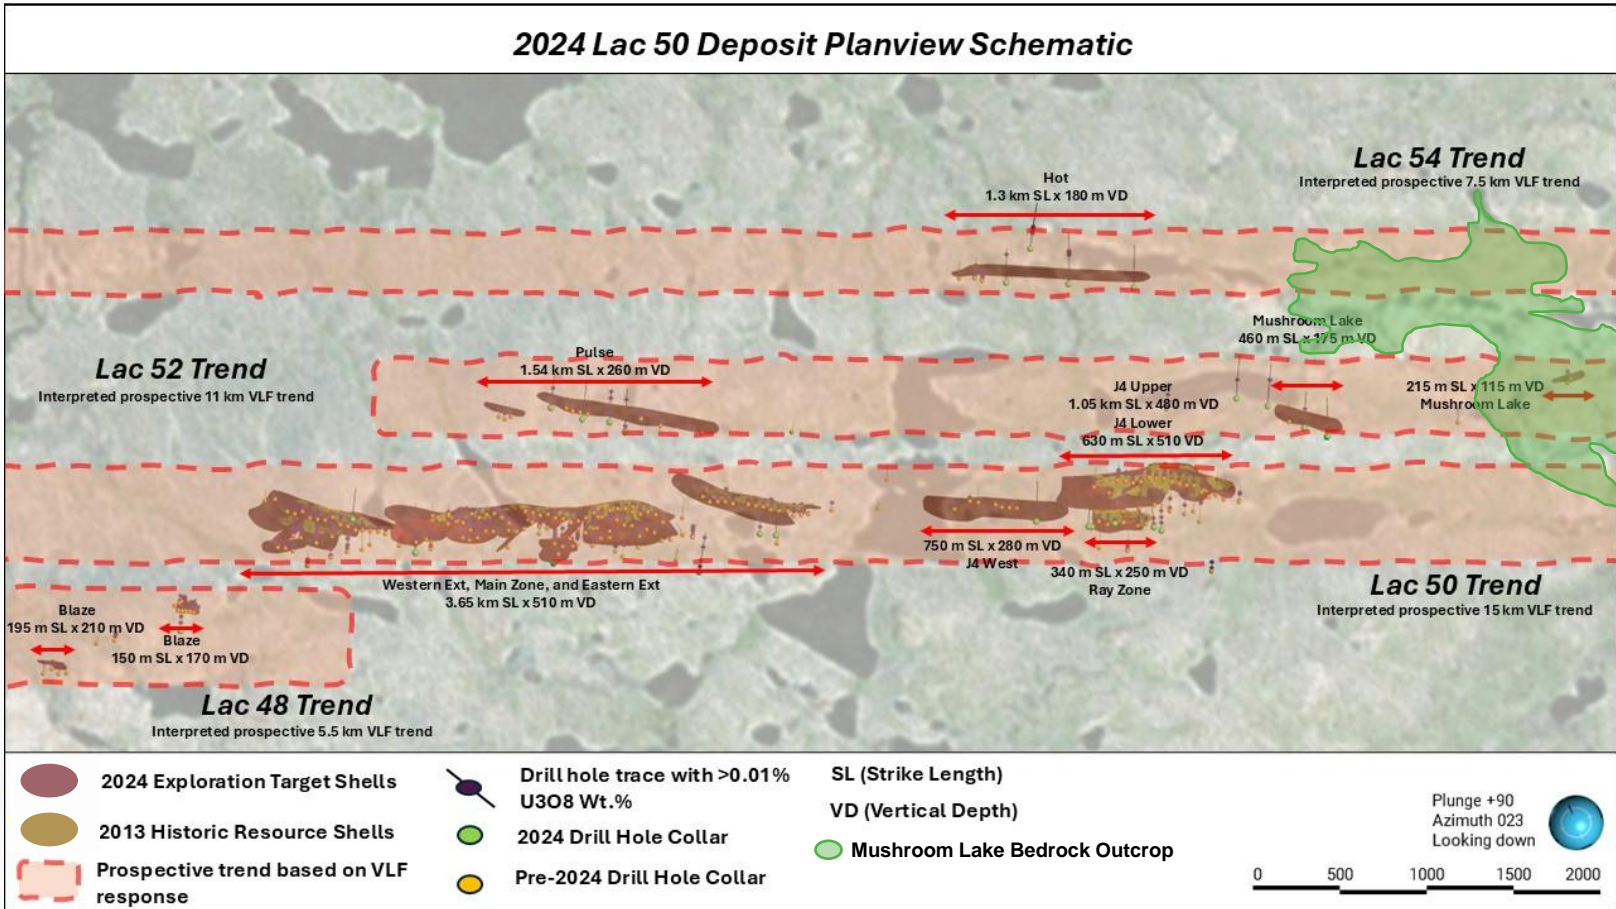 2024 Lac 50 Deposit Planview Schematic
Lac 54 Trend
Interpreted prospective 7.5 km VLF trend
Hot
1.3 km SL x 180 m VD
Mushroom Lake
460 m SL x 175 m VD
Lac 52 Trend
Interpreted prospective 11 km VLF trend
Pulse
1.54 km SL x 260 m VD
J4 Upper
1.05 km SL x 480 m VD
J4 Lower
630 m SL x 510 VD
215 m SL x 115 m VD
Mushroom Lake
750 m SL x 280 m VD
J4 West
340 m SL x 250 m VD
Ray Zone
Western Ext, Main Zone, and Eastern Ext
3.65 km SL x 510 m VD
Lac 50 Trend
Interpreted prospective 15 km VLF trend
Blaze
195 m SL x 210 m VD
Blaze
150 m SL x 170 m VD
Lac 48 Trend
Interpreted prospective 5.5 km VLF trend
2024 Exploration Target Shells
2013 Historic Resource Shells
Prospective trend based on VLF
response
Drill hole trace with >0.01%
U3O8 Wt.%
2024 Drill Hole Collar
Pre-2024 Drill Hole Collar
SL (Strike Length)
VD (Vertical Depth)
Mushroom Lake Bedrock Outcrop
Plunge +90
Azimuth 023
Looking down
0 500 1000 1500 2000